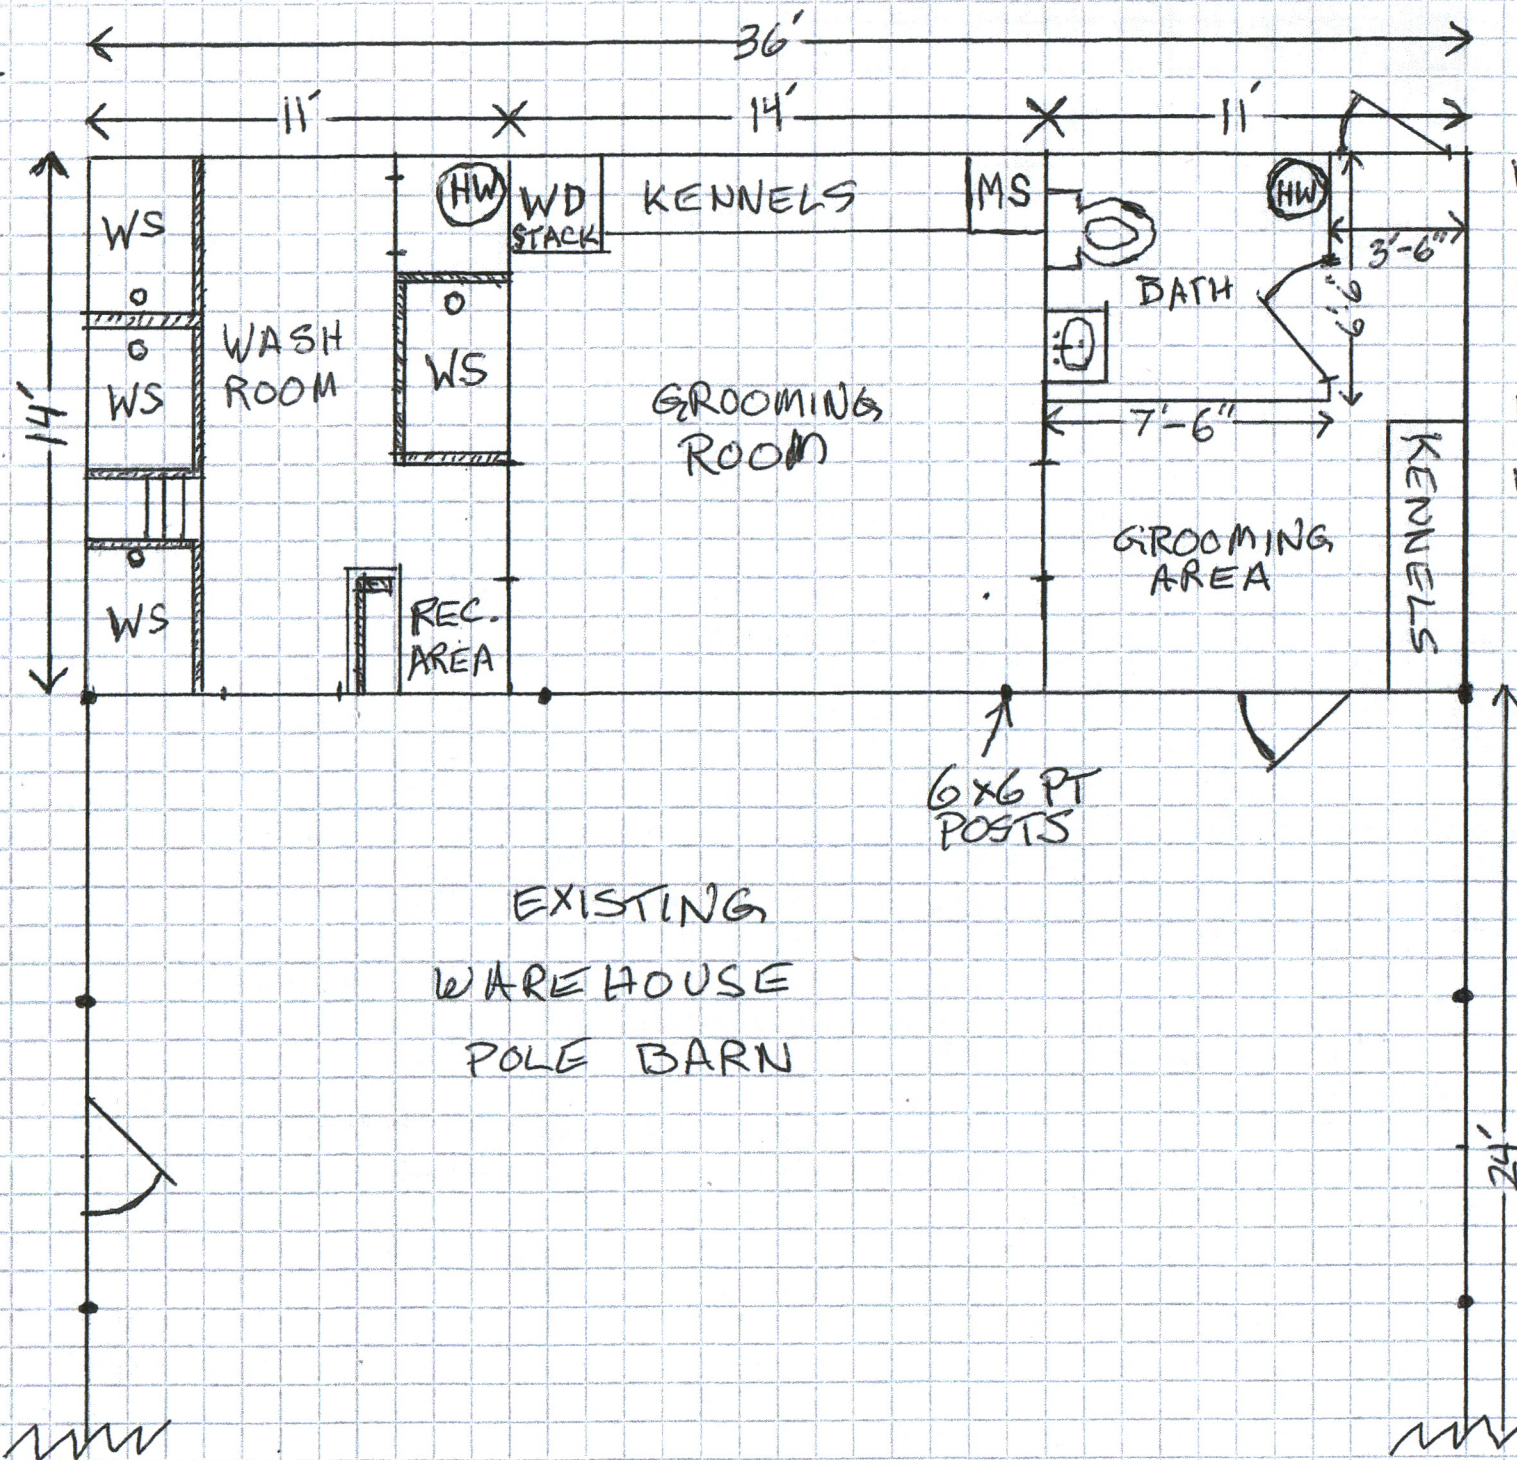 36'
11' 14' 11'
HW WD STACK KENNELS MS HW
WS
3'-6"
BATH
6'-6"
WASH
ROOM
WS
WS
GROOMING
ROOM
14'
7'-6"
KENNELS
GROOMING
AREA
WS
REC.
AREA
6x6 PT
POSTS
EXISTING
WAREHOUSE
POLE BARN
24'